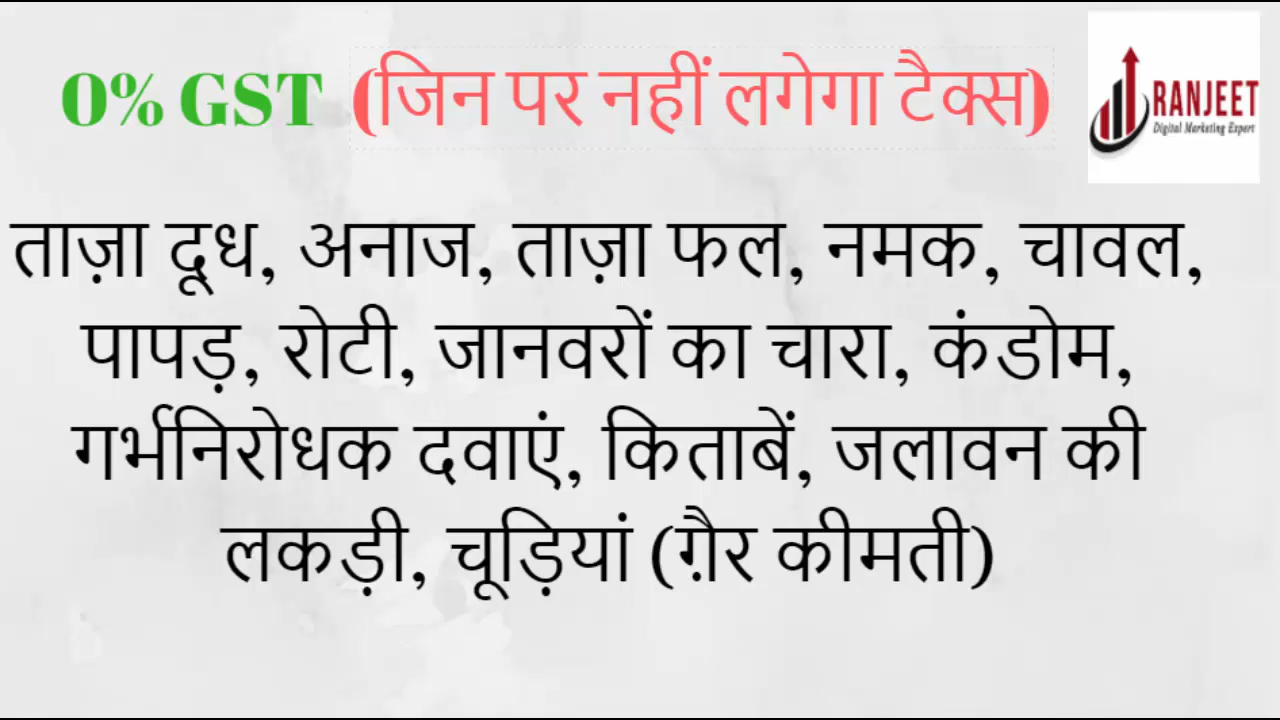 0% GST (जिन पर नहीं लगेगा टैक्स)
RANJEET
Digital Marketing Expert
ताज़ा दूध, अनाज, ताज़ा फल, नमक, चावल,
पापड़, रोटी, जानवरों का चारा, कंडोम,
गर्भनिरोधक दवाएं, किताबें, जलावन की
लकड़ी, चूड़ियां (ग़ैर कीमती)